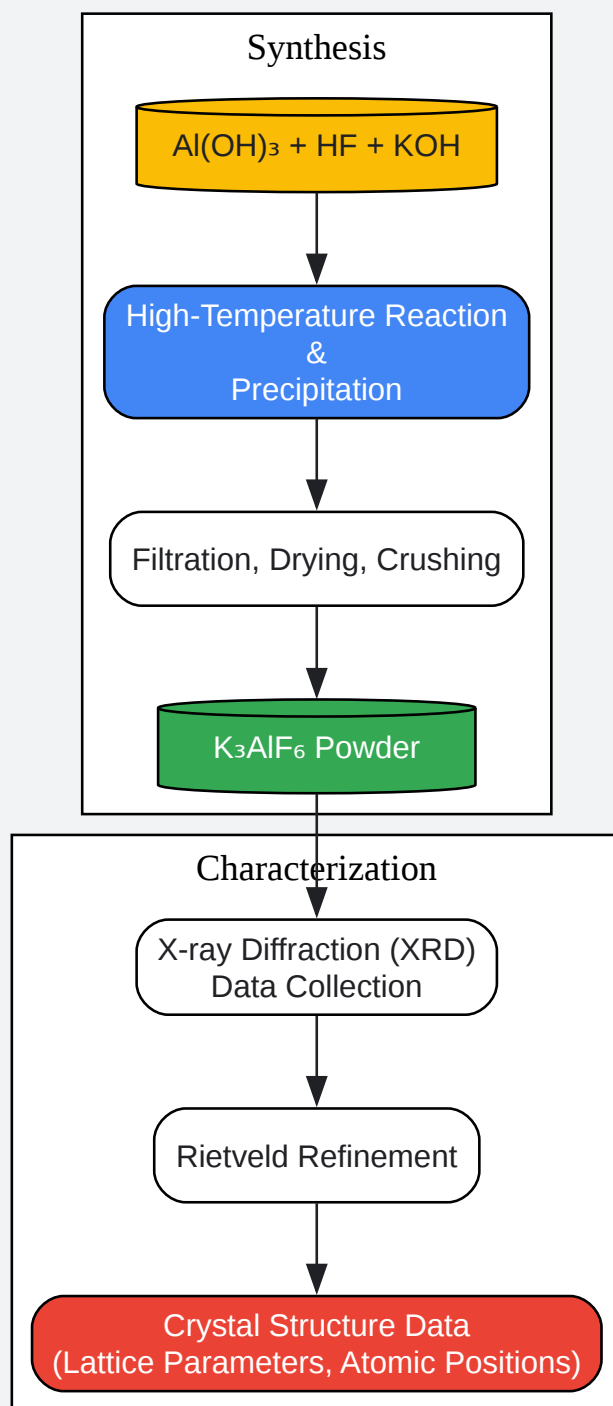 Synthesis
Al(OH)₃ + HF + KOH
High-Temperature Reaction
&
Precipitation
Filtration, Drying, Crushing
K₃AlF₆ Powder
Characterization
X-ray Diffraction (XRD)
Data Collection
Rietveld Refinement
Crystal Structure Data
(Lattice Parameters, Atomic Positions)